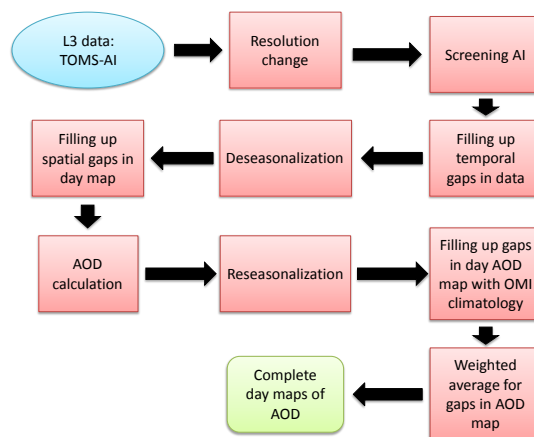 L3 data:
TOMS-AI
Resolution
change
Screening AI
Filling up
spatial gaps in
day map
Deseasonalization
Filling up
temporal
gaps in data
AOD
calculation
Reseasonalization
Filling up gaps
in day AOD
map with OMI
climatology
Complete
day maps of
AOD
Weighted
average for
gaps in AOD
map